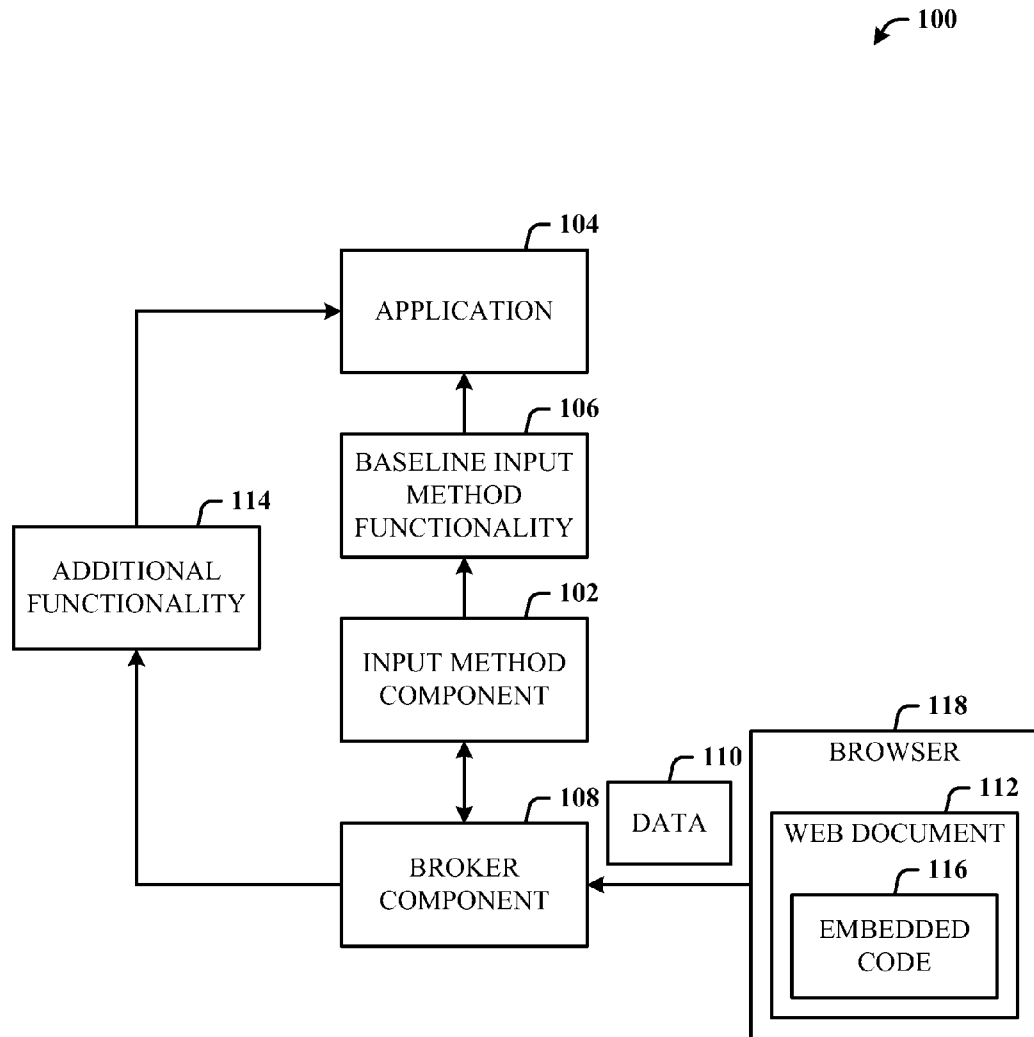 100
104
APPLICATION
106
BASELINE INPUT
METHOD
FUNCTIONALITY
114
ADDITIONAL
FUNCTIONALITY
102
INPUT METHOD
COMPONENT
118
BROWSER
110
DATA
112
WEB DOCUMENT
108
BROKER
COMPONENT
116
EMBEDDED
CODE